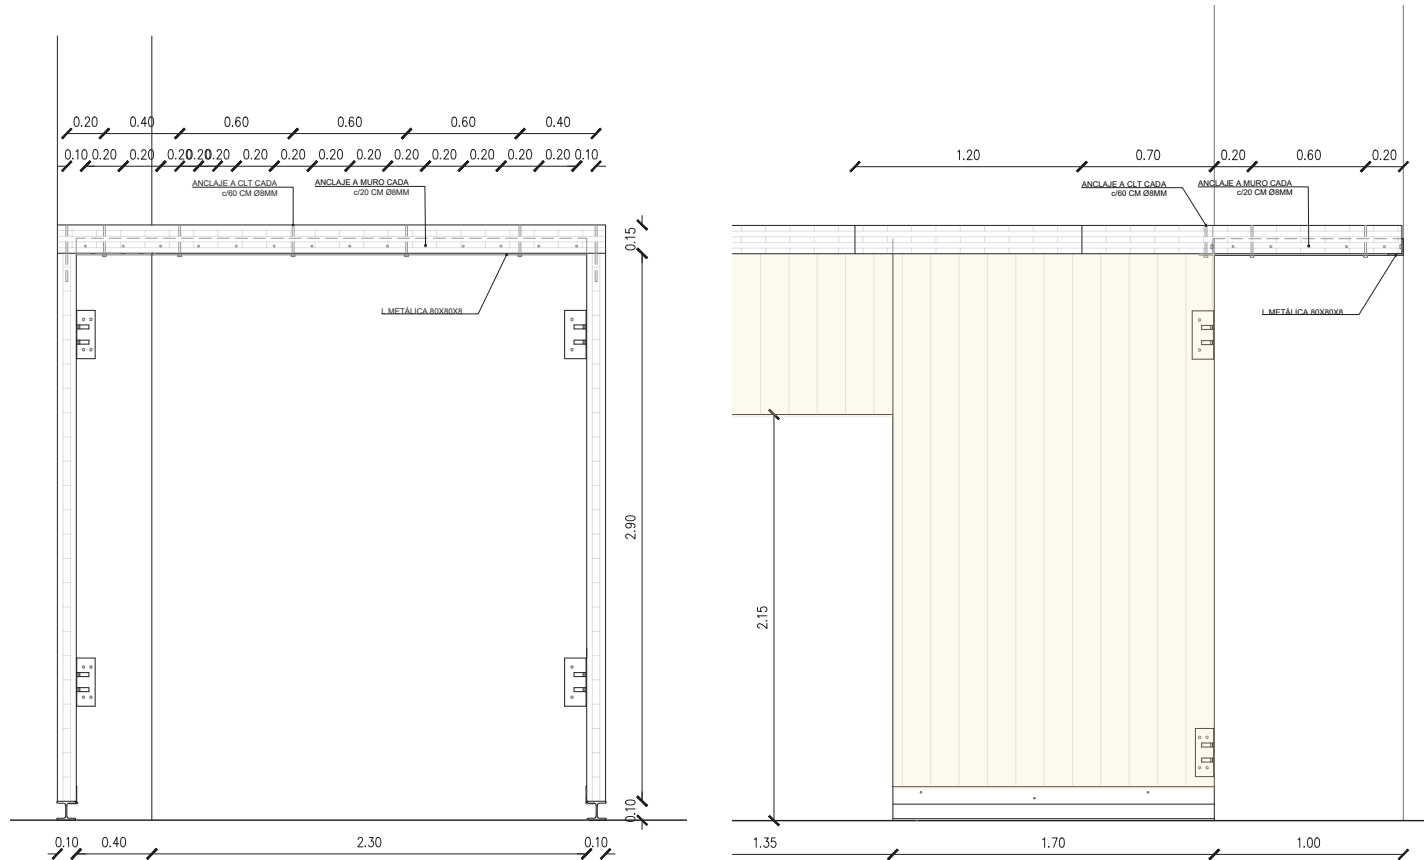 0.20 0.40 0.60 0.60 0.60 0.40
0.10 0.20 0.20 0.20 0.20 0.20 0.20 0.20 0.20 0.20 0.20 0.20 0.20 0.20 0.20 0.10
ANCLAJE A CLT CADA
c/60 CM Ø8MM
ANCLAJE A MURO CADA
c/20 CM Ø8MM
0.15
L METÁLICA 80X80X8
2.90
0.10
0.10 0.40 2.30 0.10
1.20 0.70 0.20 0.60 0.20
ANCLAJE A CLT CADA
c/60 CM Ø8MM
ANCLAJE A MURO CADA
c/20 CM Ø8MM
L METÁLICA 80X80X8
2.15
1.35 1.70 1.00